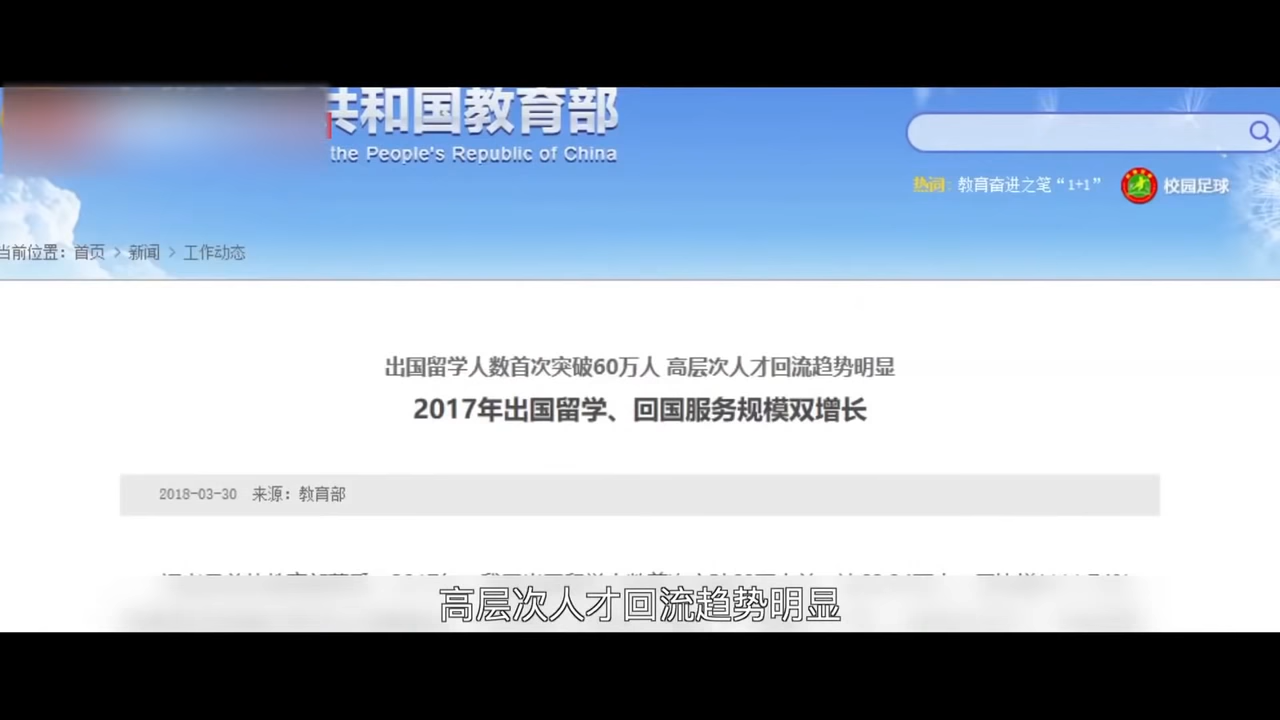 共和国教育部
the People's Republic of China
热词：教育奋进之笔“1+1” 校园足球
当前位置：首页 > 新闻 > 工作动态
出国留学人数首次突破60万人 高层次人才回流趋势明显
2017年出国留学、回国服务规模双增长
2018-03-30 来源：教育部
高层次人才回流趋势明显